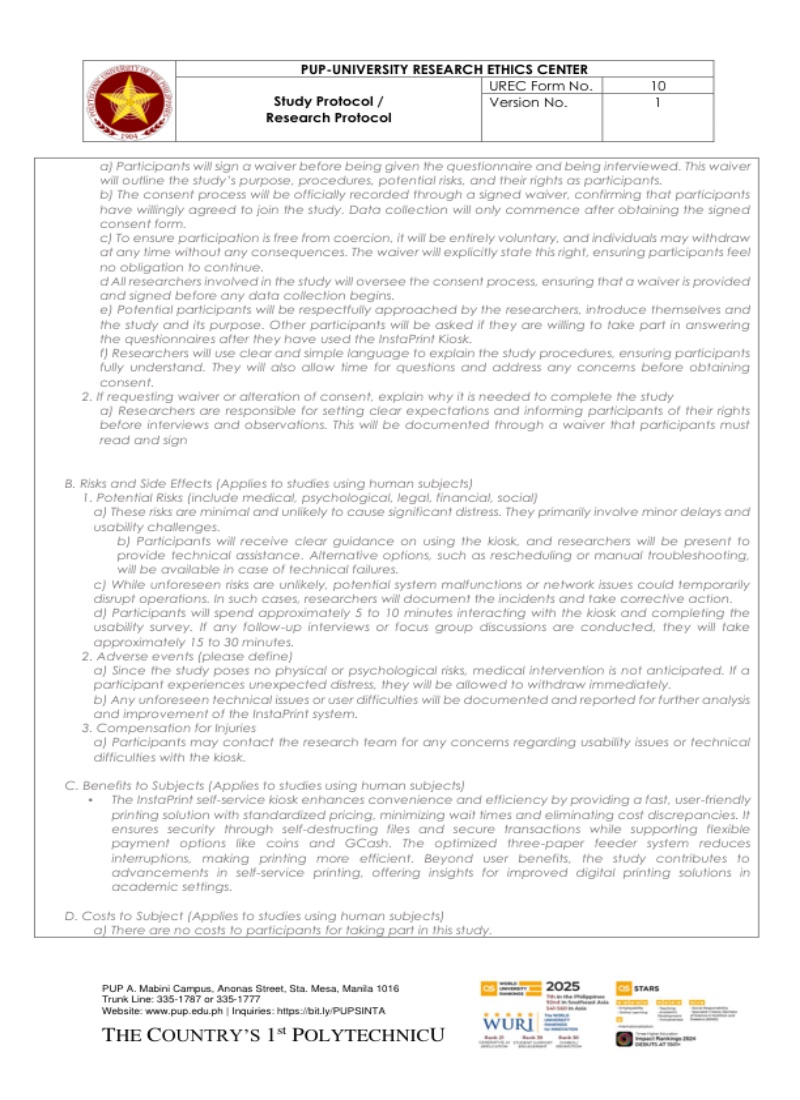 PUP-UNIVERSITY RESEARCH ETHICS CENTER
Study Protocol /
Research Protocol
UREC Form No.
10
Version No.
1
a) Participants will sign a waiver before being given the questionnaire and being interviewed. This waiver
will outline the study's purpose, procedures, potential risks, and their rights as participants.
b) The consent process will be officially recorded through a signed waiver, confirming that participants
have willingly agreed to join the study. Data collection will only commence after obtaining the signed
consent form.
c) To ensure participation is free from coercion, it will be entirely voluntary, and individuals may withdraw
at any time without any consequences. The waiver will explicitly state this right, ensuring participants feel
no obligation to continue.
d All researchers involved in the study will oversee the consent process, ensuring that a waiver is provided
and signed before any data collection begins.
e) Potential participants will be respectfully approached by the researchers, introduce themselves and
the study and its purpose. Other participants will be asked if they are willing to take part in answering
the questionnaires after they have used the InstaPrint Kiosk.
f) Researchers will use clear and simple language to explain the study procedures, ensuring participants
fully understand. They will also allow time for questions and address any concerns before obtaining
consent.
2. If requesting waiver or alteration of consent, explain why it is needed to complete the study
a) Researchers are responsible for setting clear expectations and informing participants of their rights
before interviews and observations. This will be documented through a waiver that participants must
read and sign
B. Risks and Side Effects (Applies to studies using human subjects)
1. Potential Risks (include medical, psychological, legal, financial, social)
a) These risks are minimal and unlikely to cause significant distress. They primarily involve minor delays and
usability challenges.
b) Participants will receive clear guidance on using the kiosk, and researchers will be present to
provide technical assistance. Alternative options, such as rescheduling or manual troubleshooting,
will be available in case of technical failures.
c) While unforeseen risks are unlikely, potential system malfunctions or network issues could temporarily
disrupt operations. In such cases, researchers will document the incidents and take corrective action.
d) Participants will spend approximately 5 to 10 minutes interacting with the kiosk and completing the
usability survey. If any follow-up interviews or focus group discussions are conducted, they will take
approximately 15 to 30 minutes.
2. Adverse events (please define)
a) Since the study poses no physical or psychological risks, medical intervention is not anticipated. If a
participant experiences unexpected distress, they will be allowed to withdraw immediately.
b) Any unforeseen technical issues or user difficulties will be documented and reported for further analysis
and improvement of the InstaPrint system.
3. Compensation for Injuries
a) Participants may contact the research team for any concerns regarding usability issues or technical
difficulties with the kiosk.
C. Benefits to Subjects (Applies to studies using human subjects)
• The InstaPrint self-service kiosk enhances convenience and efficiency by providing a fast, user-friendly
printing solution with standardized pricing, minimizing wait times and eliminating cost discrepancies. It
ensures security through self-destructing files and secure transactions while supporting flexible
payment options like coins and GCash. The optimized three-paper feeder system reduces
interruptions, making printing more efficient. Beyond user benefits, the study contributes to
advancements in self-service printing, offering insights for improved digital printing solutions in
academic settings.
D. Costs to Subject (Applies to studies using human subjects)
a) There are no costs to participants for taking part in this study.
PUP A. Mabini Campus, Anonas Street, Sta. Mesa, Manila 1016
Trunk Line: 335-1787 or 335-1777
Website: www.pup.edu.ph | Inquiries: https://bit.ly/PUPSINTA
THE COUNTRY'S 1st POLYTECHNICU
QS WORLD UNIVERSITY RANKINGS 2025
7th in the Philippines
92nd in Southeast Asia
WURI
QS STARS
Impact Rankings 2024